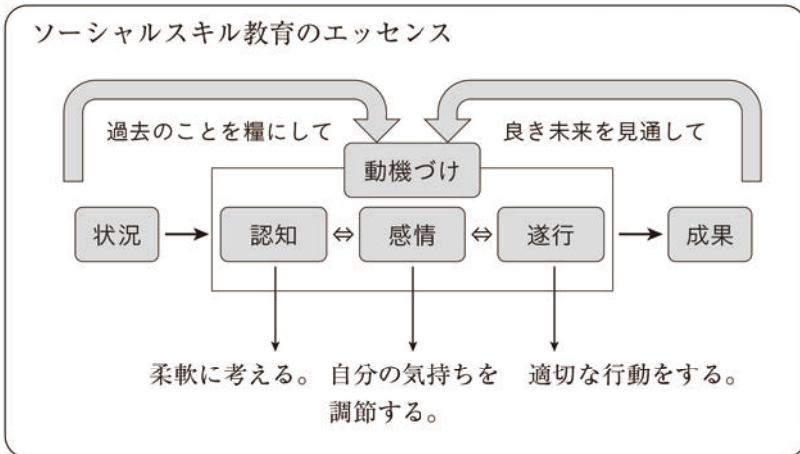 ソーシャルスキル教育のエッセンス
過去のことを糧にして
良き未来を見通して
動機づけ
状況
認知
感情
遂行
成果
柔軟に考える。
自分の気持ちを
調節する。
適切な行動をする。